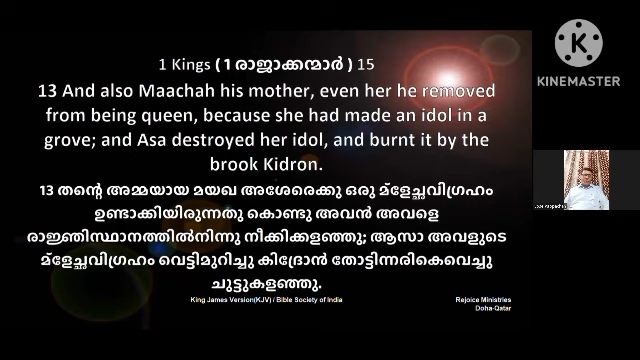 1 Kings ( 1 രാജാക്കന്മാർ ) 15
13 And also Maachah his mother, even her he removed
from being queen, because she had made an idol in a
grove; and Asa destroyed her idol, and burnt it by the
brook Kidron.
13 തന്റെ അമ്മയായ മയഖ അശേരെക്കു ഒരു മ്ളേച്ഛവിഗ്രഹം
ഉണ്ടാക്കിയിരുന്നതു കൊണ്ടു അവൻ അവളെ
രാജ്ഞിസ്ഥാനത്തിൽനിന്നു നീക്കിക്കളഞ്ഞു; ആസാ അവളുടെ
മ്ളേച്ഛവിഗ്രഹം വെട്ടിമുറിച്ചു കിദ്രോൻ തോട്ടിന്നരികെവെച്ചു
ചുട്ടുകളഞ്ഞു.
King James Version(KJV) / Bible Society of India
Rejoice Ministries
Doha-Qatar
K
KINEMASTER